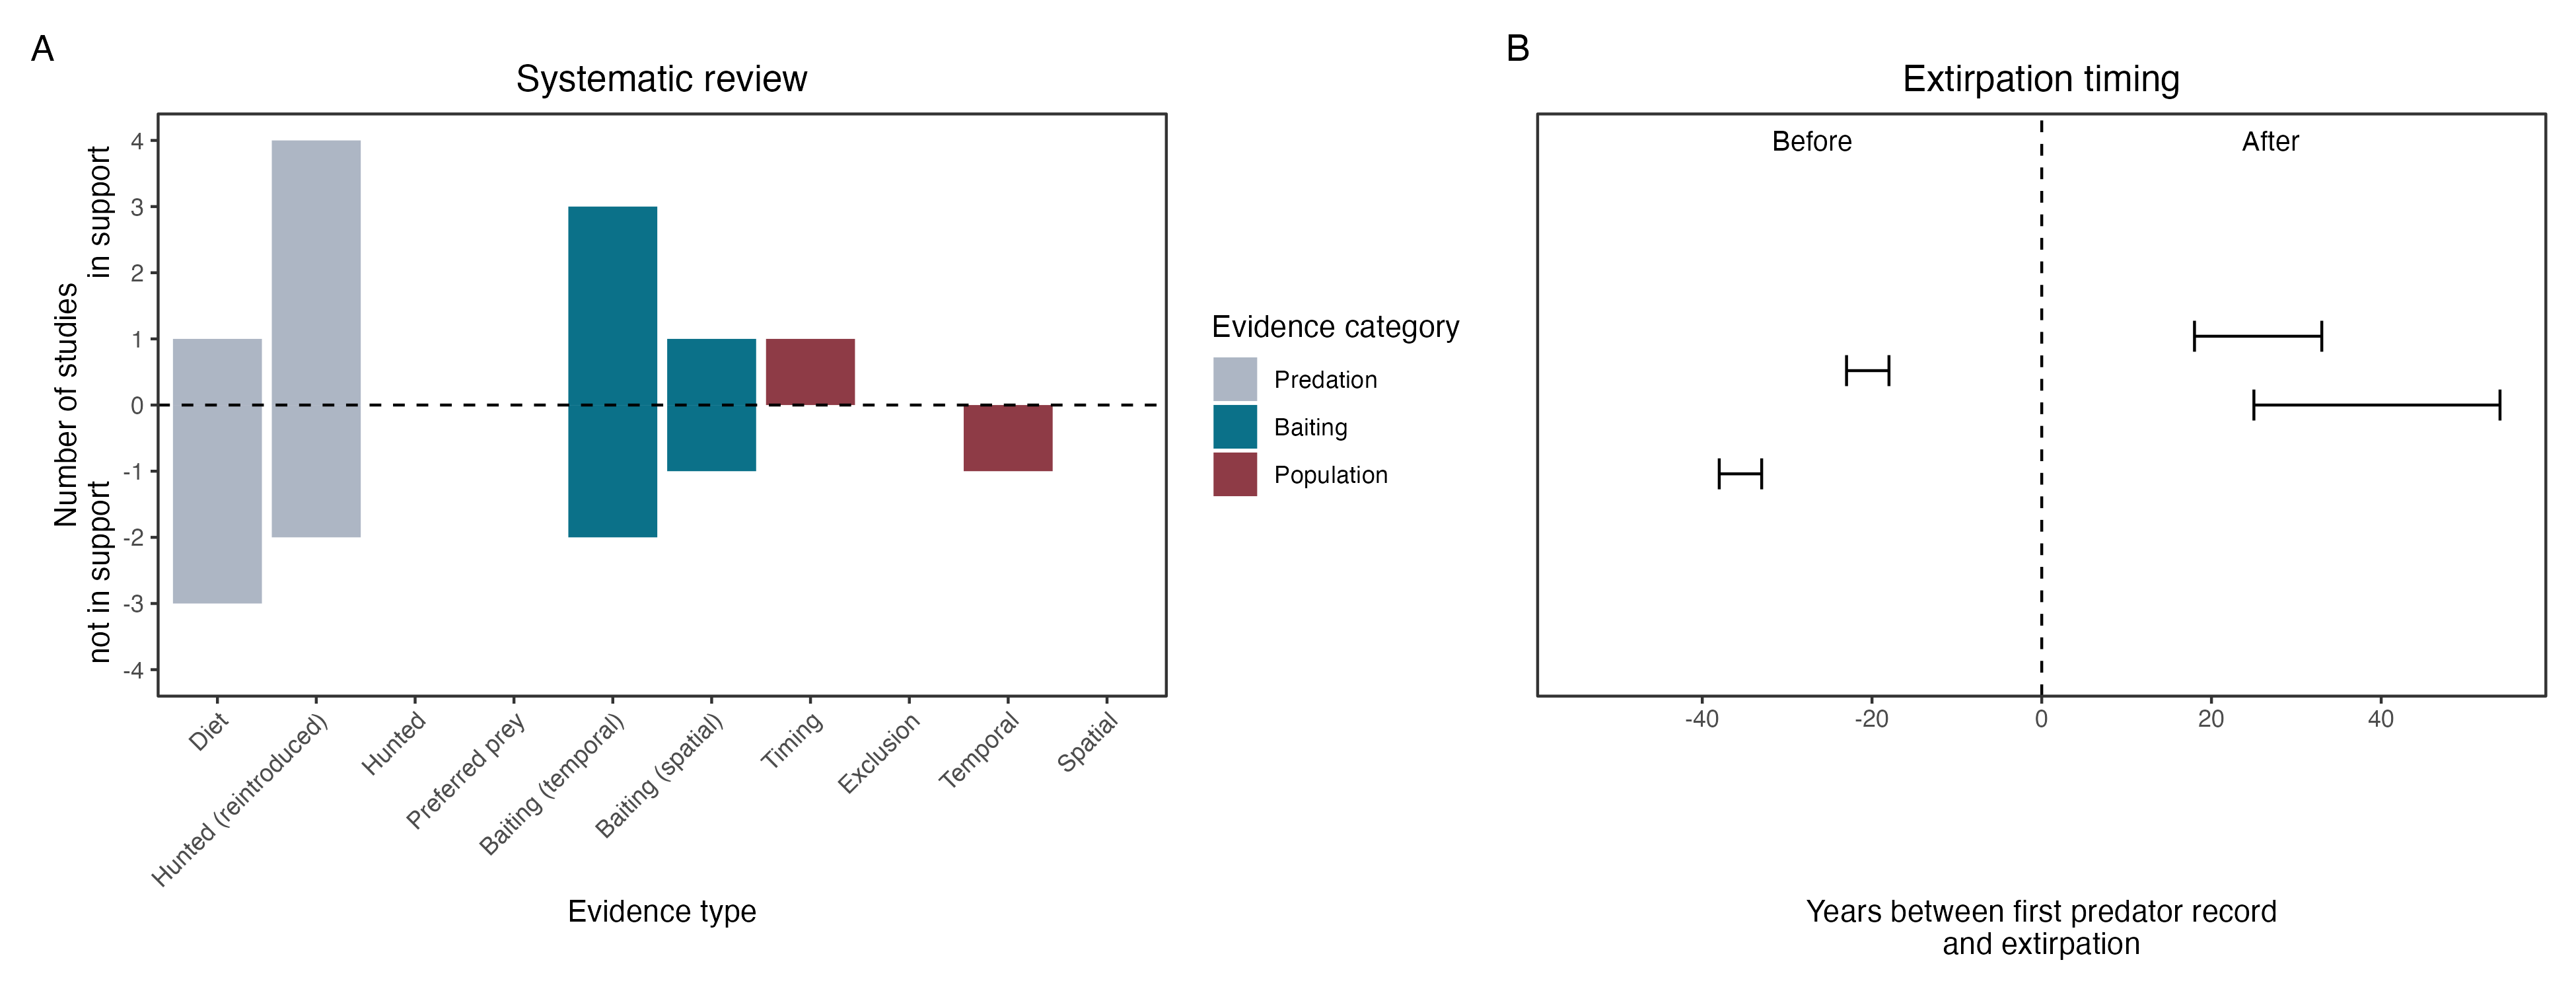 A
Systematic review
Number of studies
not in support
in support
4
3
2
1
0
-1
-2
-3
-4
Diet
Hunted (reintroduced)
Hunted
Preferred prey
Baiting (temporal)
Baiting (spatial)
Timing
Exclusion
Temporal
Spatial
Evidence type
Evidence category
Predation
Baiting
Population
B
Extirpation timing
Before
After
-40
-20
0
20
40
Years between first predator record
and extirpation